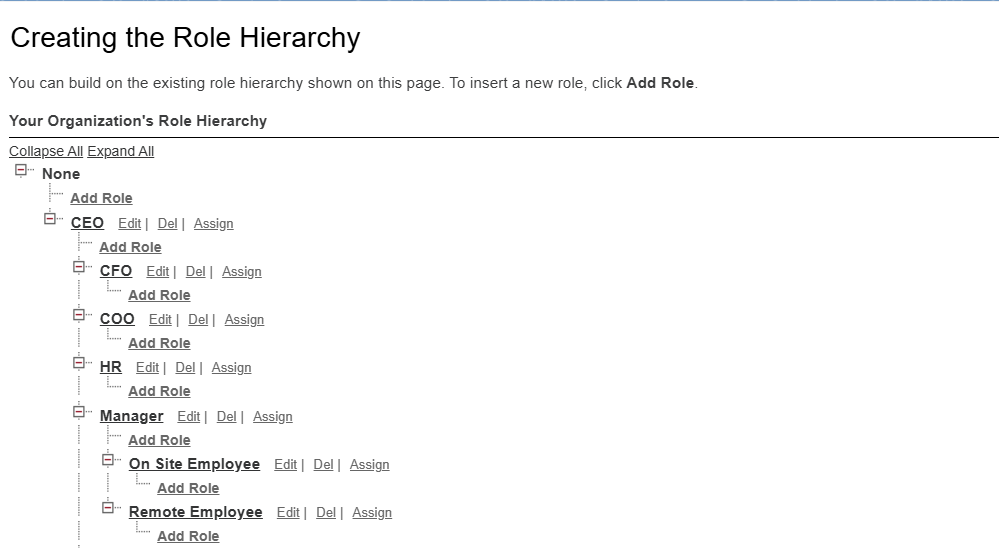 Creating the Role Hierarchy
You can build on the existing role hierarchy shown on this page. To insert a new role, click Add Role.
Your Organization's Role Hierarchy
Collapse All Expand All
None
Add Role
CEO Edit | Del | Assign
Add Role
CFO Edit | Del | Assign
Add Role
COO Edit | Del | Assign
Add Role
HR Edit | Del | Assign
Add Role
Manager Edit | Del | Assign
Add Role
On Site Employee Edit | Del | Assign
Add Role
Remote Employee Edit | Del | Assign
Add Role